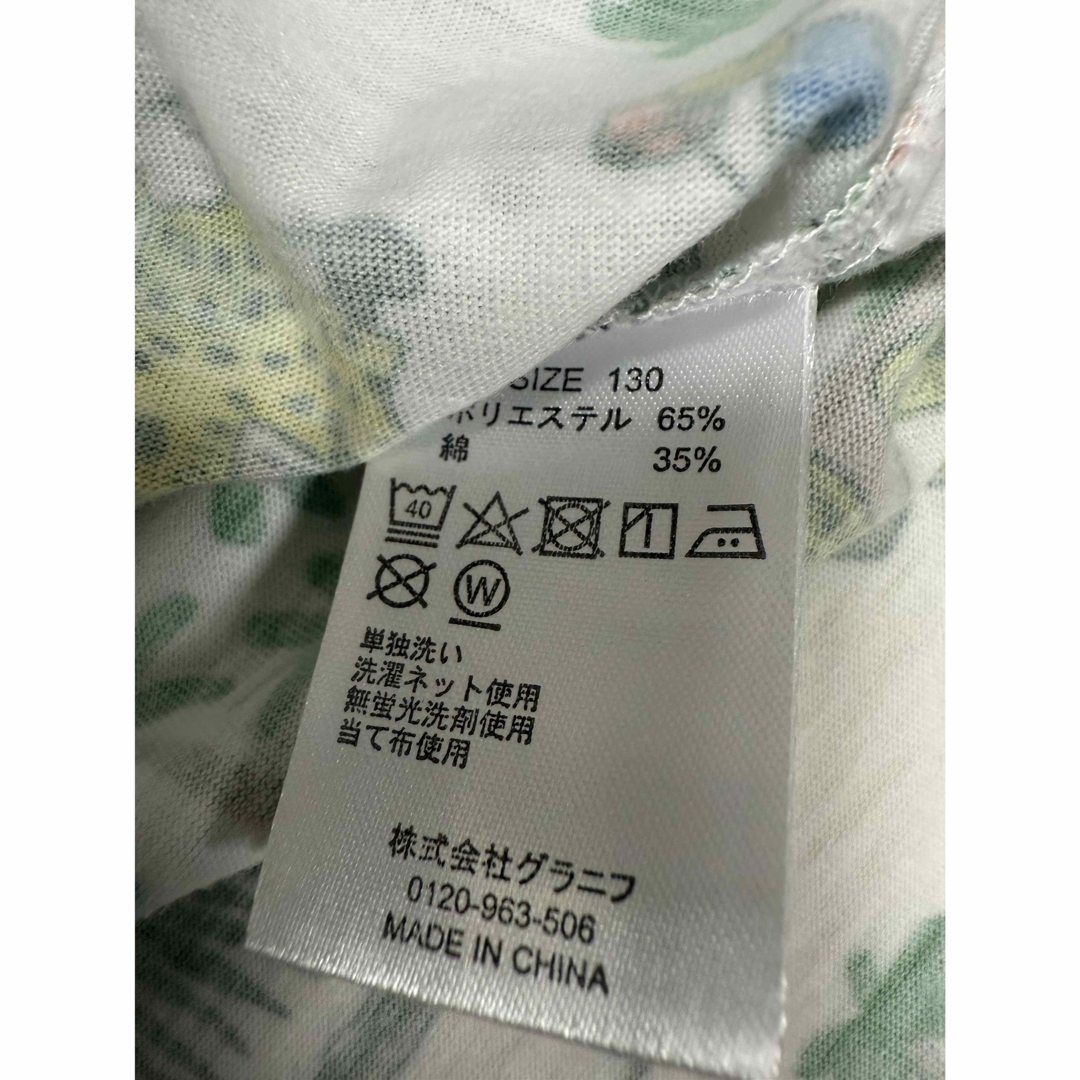 SIZE 130
ポリエステル 65%
綿 35%
40
W
単独洗い
洗濯ネット使用
無蛍光洗剤使用
当て布使用
株式会社グラニフ
0120-963-506
MADE IN CHINA